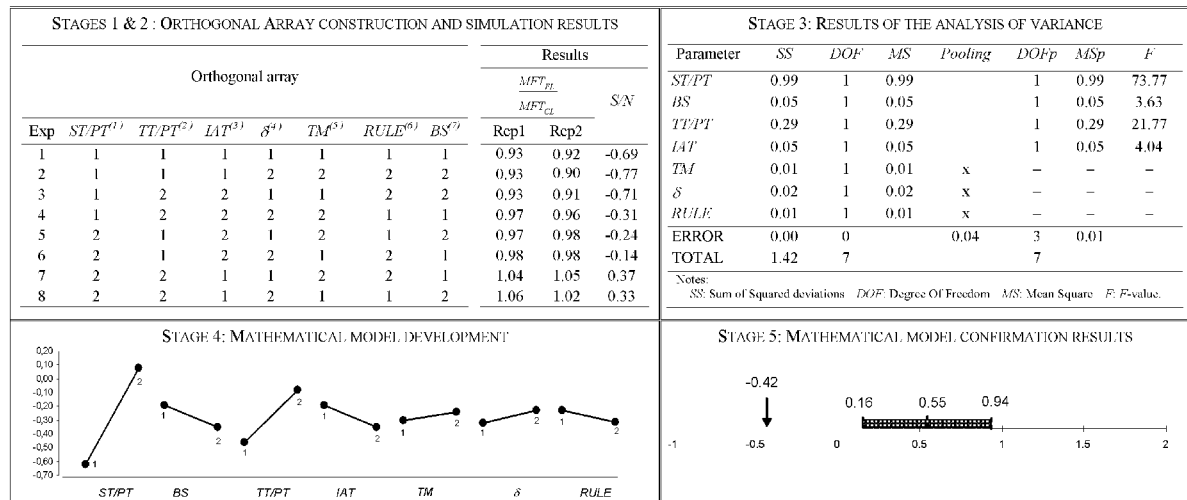 STAGES 1 & 2 : ORTHOGONAL ARRAY CONSTRUCTION AND SIMULATION RESULTS
Orthogonal array Results
MFT_PL / MFT_CL S/N
Exp ST/PT(1) TT/PT(2) IAT(3) δ(4) TM(5) RULE(6) BS(7) Rep1 Rep2
1 1 1 1 1 1 1 1 0.93 0.92 -0.69
2 1 1 1 2 2 2 2 0.93 0.90 -0.77
3 1 2 2 1 1 2 2 0.93 0.91 -0.71
4 1 2 2 2 2 1 1 0.97 0.96 -0.31
5 2 1 2 1 2 1 2 0.97 0.98 -0.24
6 2 1 2 2 1 2 1 0.98 0.98 -0.14
7 2 2 1 1 2 2 1 1.04 1.05 0.37
8 2 2 1 2 1 1 2 1.06 1.02 0.33
STAGE 3: RESULTS OF THE ANALYSIS OF VARIANCE
Parameter SS DOF MS Pooling DOFp MSp F
ST/PT 0.99 1 0.99 1 0.99 73.77
BS 0.05 1 0.05 1 0.05 3.63
TT/PT 0.29 1 0.29 1 0.29 21.77
IAT 0.05 1 0.05 1 0.05 4.04
TM 0.01 1 0.01 x – – –
δ 0.02 1 0.02 x – – –
RULE 0.01 1 0.01 x – – –
ERROR 0.00 0 0.04 3 0.01
TOTAL 1.42 7 7
Notes:
SS: Sum of Squared deviations DOF: Degree Of Freedom MS: Mean Square F: F-value.
STAGE 4: MATHEMATICAL MODEL DEVELOPMENT
0,20
0,10
0,00
-0,10
-0,20
-0,30
-0,40
-0,50
-0,60
-0,70
1 2 1 2 1 2 1 2 1 2 1 2 1 2
ST/PT BS TT/PT IAT TM δ RULE
STAGE 5: MATHEMATICAL MODEL CONFIRMATION RESULTS
-0.42
0.16 0.55 0.94
-1 -0.5 0 0.5 1 1.5 2